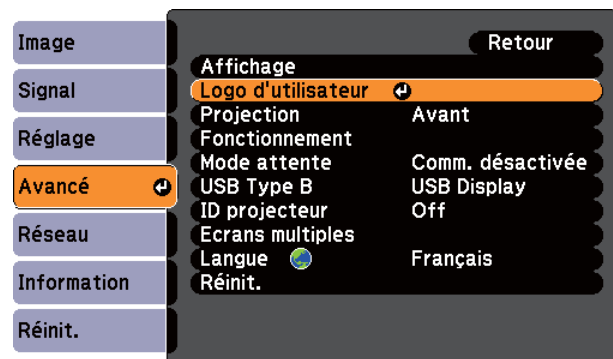 Image
Signal
Réglage
Avancé
Réseau
Information
Réinit.
Retour
Affichage
Logo d'utilisateur
Projection Avant
Fonctionnement
Mode attente Comm. désactivée
USB Type B USB Display
ID projecteur Off
Ecrans multiples
Langue Français
Réinit.